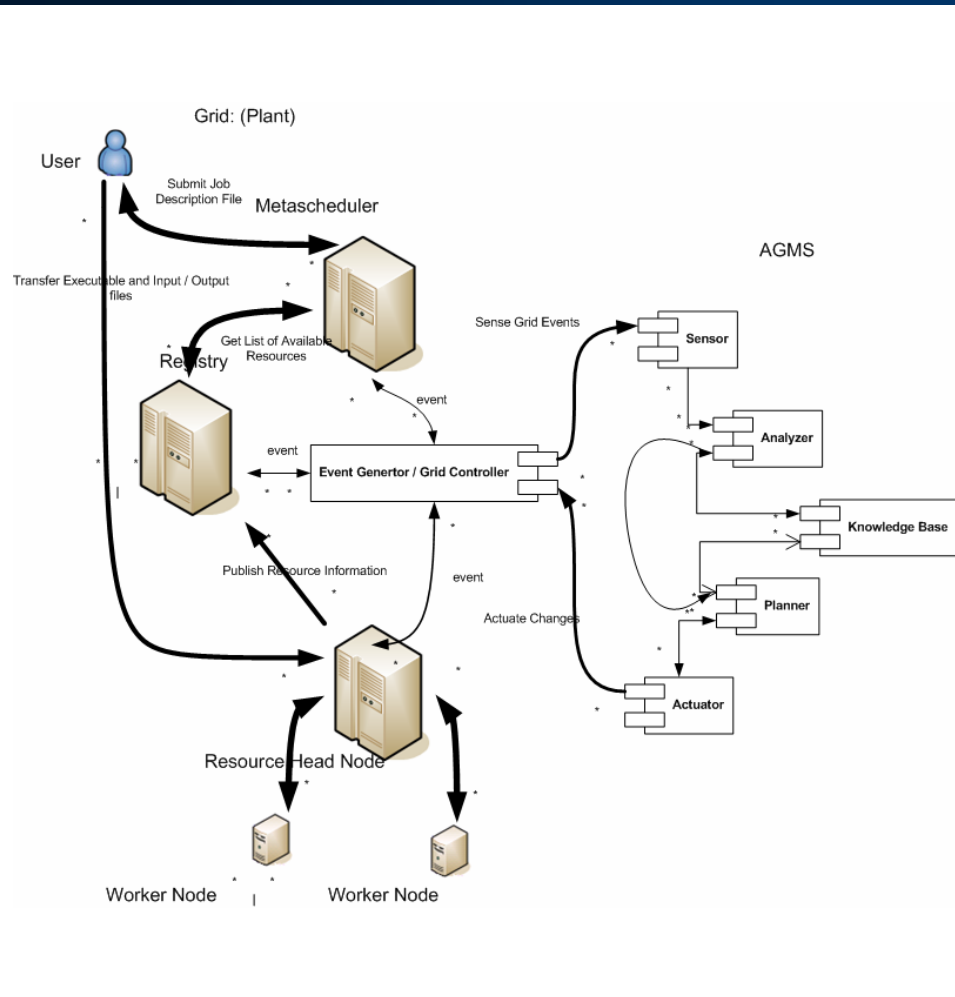 Grid: (Plant)
User
Submit Job
Description File
Metascheduler
AGMS
Transfer Executable and Input / Output
files
Sense Grid Events
Sensor
Get List of Available
Resources
Registry
event
Analyzer
event
Event Genertor / Grid Controller
Knowledge Base
Publish Resource Information
event
Planner
Actuate Changes
Actuator
Resource Head Node
Worker Node
Worker Node